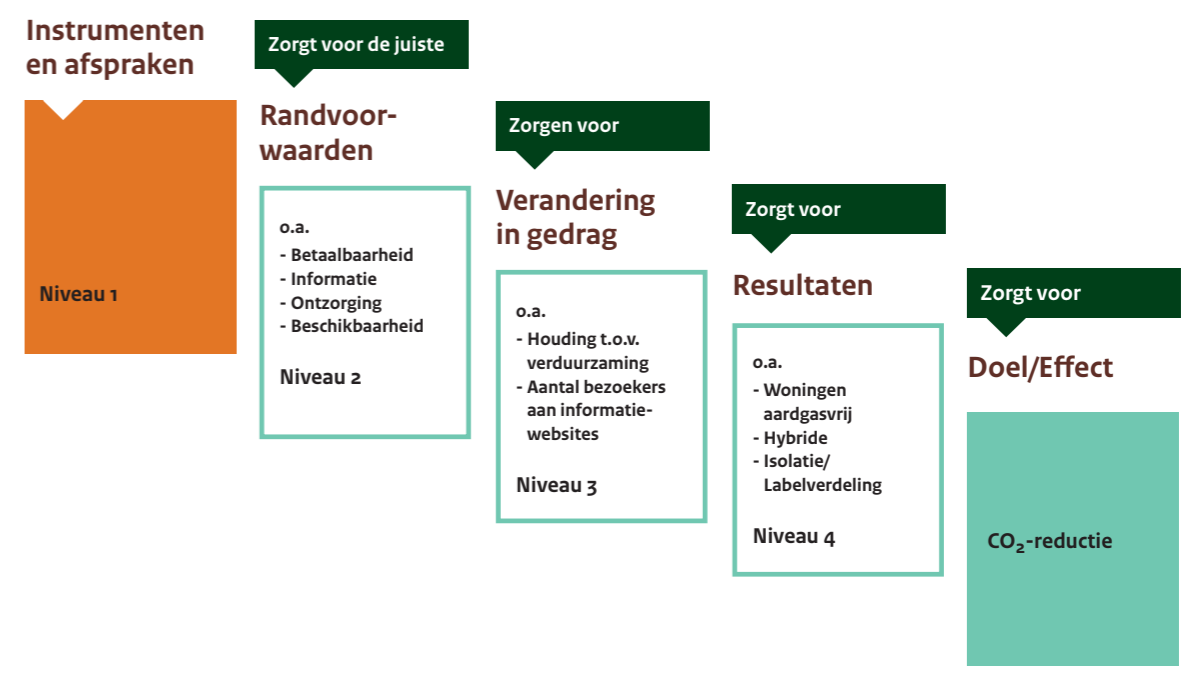 Instrumenten
en afspraken
Niveau 1
Zorgt voor de juiste
Randvoor-
waarden
o.a.
- Betaalbaarheid
- Informatie
- Ontzorging
- Beschikbaarheid
Niveau 2
Zorgen voor
Verandering
in gedrag
o.a.
- Houding t.o.v.
verduurzaming
- Aantal bezoekers
aan informatie-
websites
Niveau 3
Zorgt voor
Resultaten
o.a.
- Woningen
aardgasvrij
- Hybride
- Isolatie/
Labelverdeling
Niveau 4
Zorgt voor
Doel/Effect
CO₂-reductie